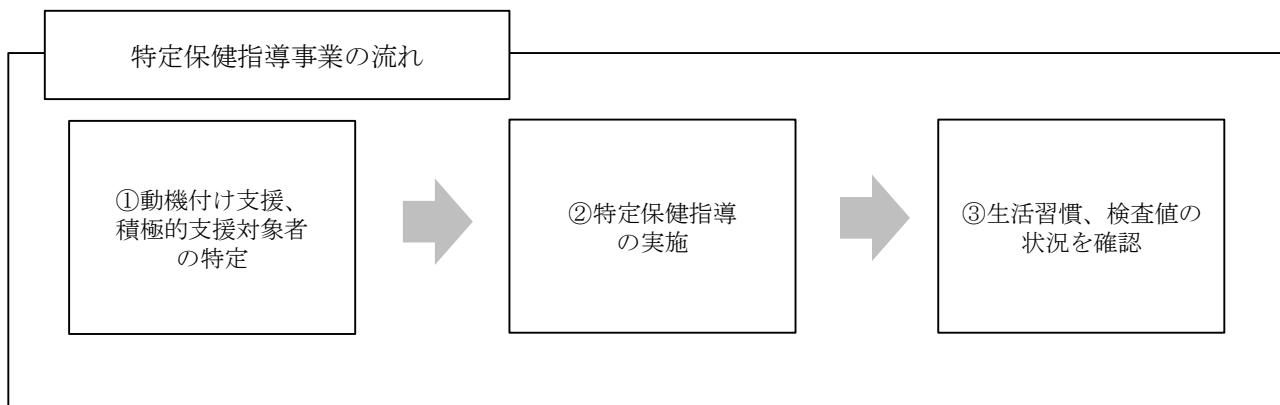 特定保健指導事業の流れ
①動機付け支援、
積極的支援対象者
の特定
②特定保健指導
の実施
③生活習慣、検査値の
状況を確認